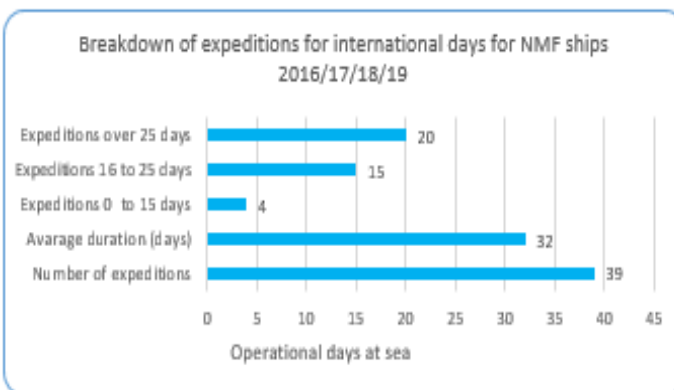 Breakdown of expeditions for international days for NMF ships
2016/17/18/19
Expeditions over 25 days 20
Expeditions 16 to 25 days 15
Expeditions 0 to 15 days 4
Avarage duration (days) 32
Number of expeditions 39
0 5 10 15 20 25 30 35 40 45
Operational days at sea